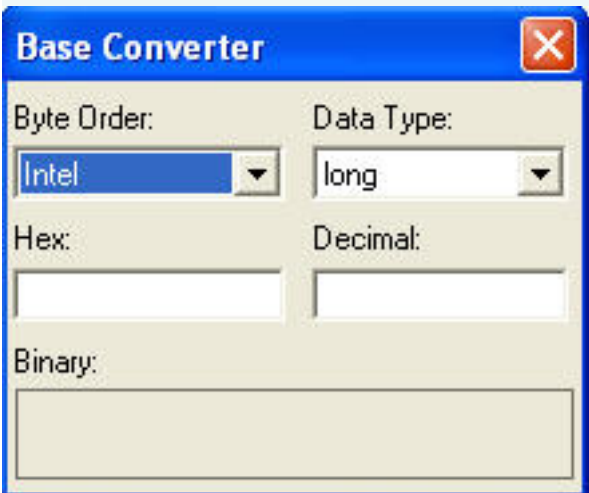 Base Converter
Byte Order: Data Type:
Intel long
Hex: Decimal:
Binary: